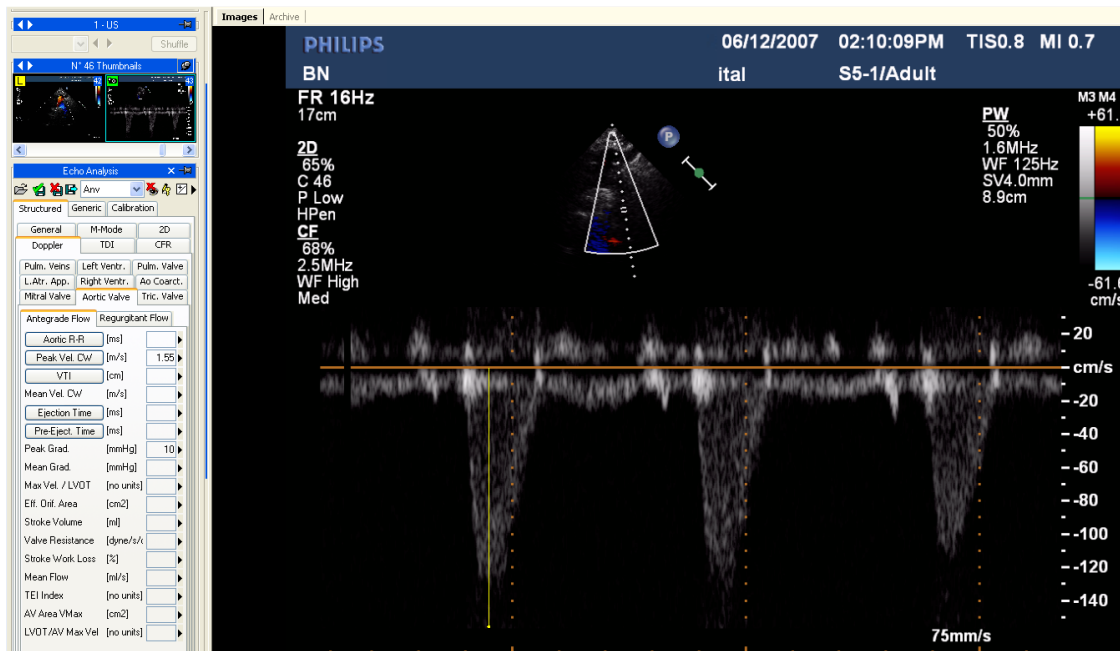 1 - US
Shuffle
N° 46 Thumbnails
L 42 43
Echo Analysis
Any
Structured Generic Calibration
General M-Mode 2D
Doppler TDI CFR
Pulm. Veins Left Ventr. Pulm. Valve
L.Atr. App. Right Ventr. Ao Coarct.
Mitral Valve Aortic Valve Tric. Valve
Antegrade Flow Regurgitant Flow
Aortic R-R [ms]
Peak Vel. CW [m/s] 1.55
VTI [cm]
Mean Vel. CW [m/s]
Ejection Time [ms]
Pre-Eject. Time [ms]
Peak Grad. [mmHg] 10
Mean Grad. [mmHg]
Max Vel. / LVOT [no units]
Eff. Orif. Area [cm2]
Stroke Volume [ml]
Valve Resistance [dyne/s/c
Stroke Work Loss [%]
Mean Flow [ml/s]
TEI Index [no units]
AV Area VMax [cm2]
LVOT/AV Max Vel [no units]
Images Archive
PHILIPS 06/12/2007 02:10:09PM TIS0.8 MI 0.7
BN ital S5-1/Adult
FR 16Hz
17cm
2D
65%
C 46
P Low
HPen
CF
68%
2.5MHz
WF High
Med
P
PW
50%
1.6MHz
WF 125Hz
SV4.0mm
8.9cm
M3 M4
+61.
-61.6
cm/s
20
cm/s
-20
-40
-60
-80
-100
-120
-140
75mm/s